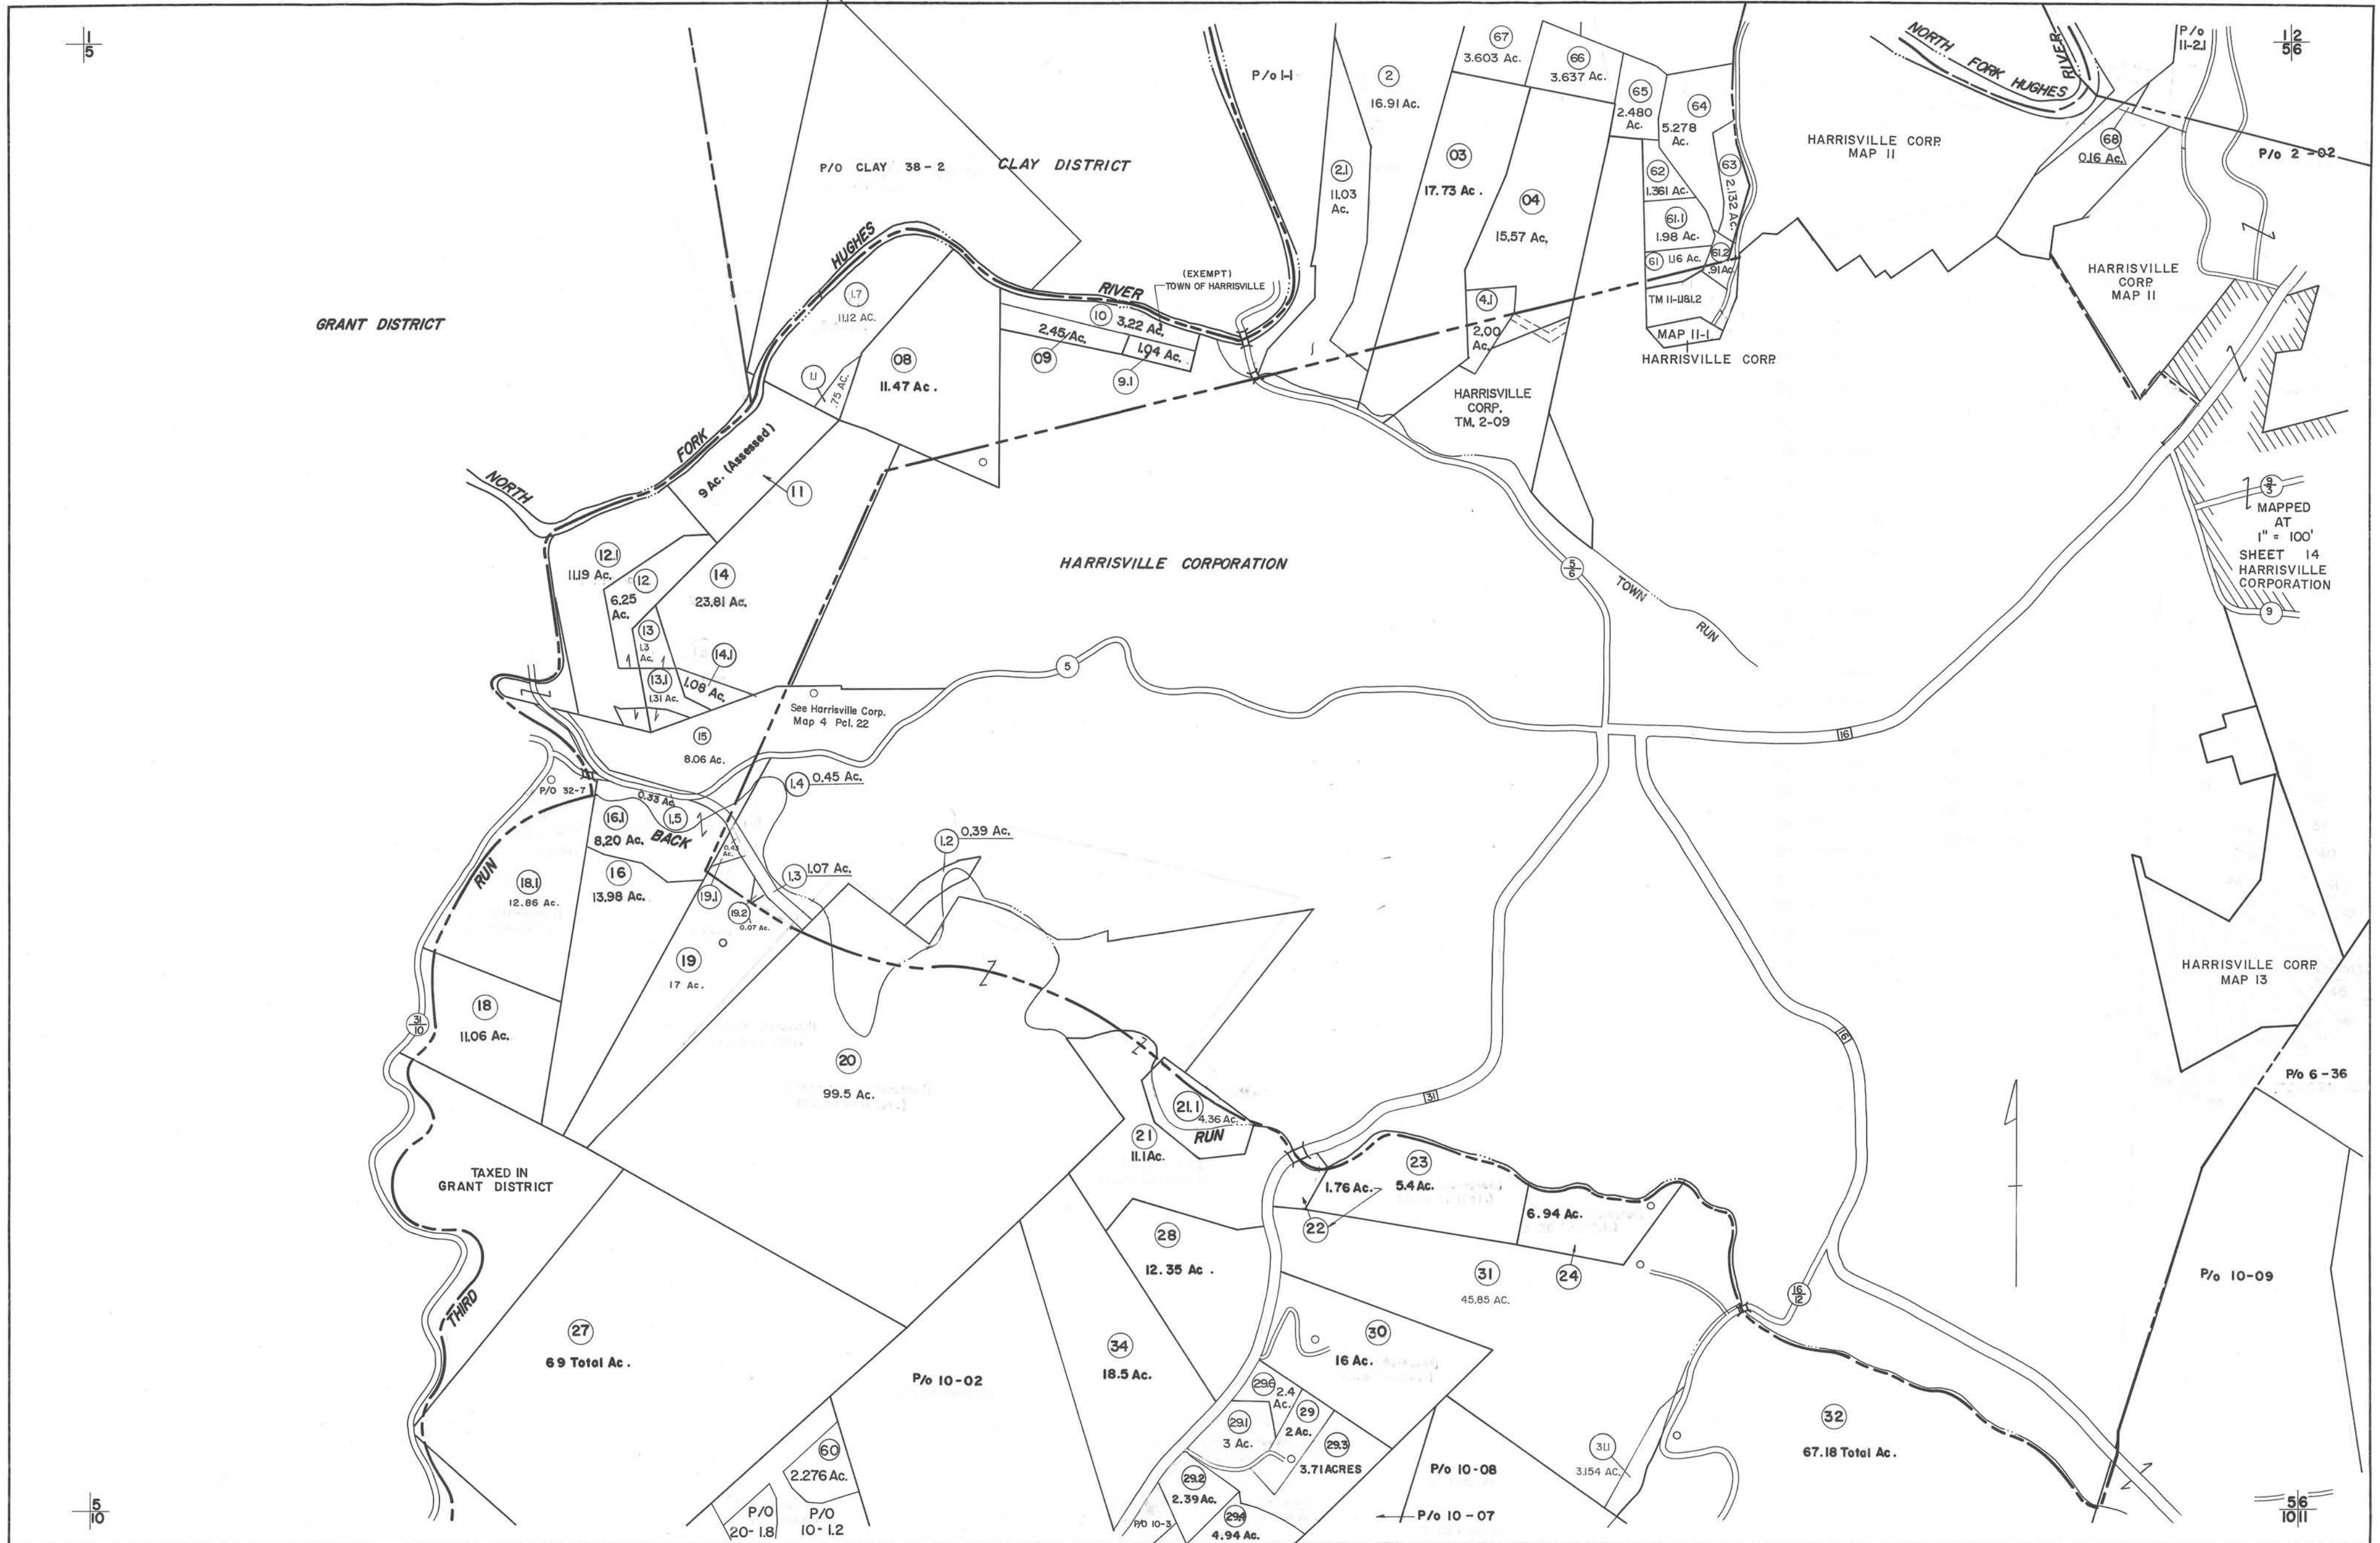 1
5
12
56
P/O CLAY 38-2
CLAY DISTRICT
GRANT DISTRICT
P/o 1-1
2
16.91 Ac.
2.1
11.03
Ac.
67
3.603 Ac.
66
3.637 Ac.
65
2.480
Ac.
64
5.278
Ac.
63
2.132 Ac.
62
1.361 Ac.
61.1
1.98 Ac.
61
1.16 Ac.
61.2
.91 Ac.
MAP 11-1
HARRISVILLE CORP.
03
17.73 Ac.
04
15.57 Ac.
4.1
2.00
Ac.
HARRISVILLE
CORP.
TM. 2-09
HARRISVILLE CORP.
MAP 11
NORTH
FORK HUGHES
RIVER
P/o
11-2.1
68
0.16 Ac.
P/o 2-02
HARRISVILLE
CORP.
MAP 11
9
3
MAPPED
AT
1" = 100'
SHEET 14
HARRISVILLE
CORPORATION
9
NORTH
FORK
HUGHES
RIVER
(EXEMPT)
TOWN OF HARRISVILLE
1.7
11.12 AC.
1.1
.75 AC.
08
11.47 Ac.
10
3.22 Ac.
2.45 Ac.
09
1.04 Ac.
9.1
9 Ac. (Assessed)
11
12.1
11.19 Ac.
12
6.25
Ac.
13
1.3
Ac.
13.1
1.31 Ac.
14
23.81 Ac.
14.1
1.08 Ac.
HARRISVILLE CORPORATION
5
6
TOWN
RUN
5
16
See Harrisville Corp.
Map 4 Pcl. 22
15
8.06 Ac.
P/O 32-7
0.33 Ac.
1.5
1.4
0.45 Ac.
16.1
8.20 Ac.
BACK
16
13.98 Ac.
RUN
18.1
12.86 Ac.
19.1
0.43
Ac.
19.2
0.07 Ac.
1.3
1.07 Ac.
1.2
0.39 Ac.
19
17 Ac.
18
11.06 Ac.
31
10
20
99.5 Ac.
21.1
4.36 Ac.
RUN
21
11.1 Ac.
31
16
HARRISVILLE CORP.
MAP 13
P/o 6-36
TAXED IN
GRANT DISTRICT
THIRD
27
69 Total Ac.
28
12.35 Ac.
22
1.76 Ac.
23
5.4 Ac.
6.94 Ac.
24
31
45.85 AC.
16
12
P/o 10-09
34
18.5 Ac.
30
16 Ac.
P/o 10-02
29.6
2.4
Ac.
29.1
3 Ac.
29
2 Ac.
29.3
3.71 ACRES
29.2
2.39 Ac.
29.4
4.94 Ac.
P/O 10-3
P/o 10-08
P/o 10-07
31.1
3.154 AC.
32
67.18 Total Ac.
60
2.276 Ac.
P/O
20-1.8
P/O
10-1.2
5
10
56
10 11